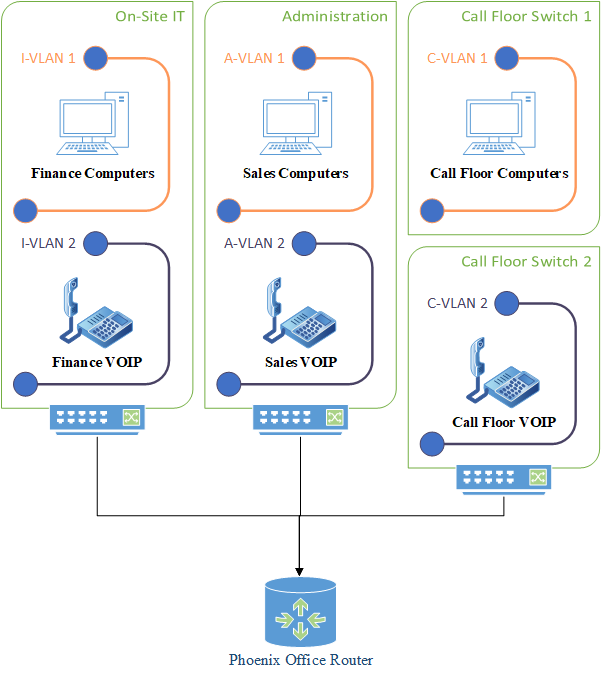 On-Site IT
I-VLAN 1
Finance Computers
I-VLAN 2
Finance VOIP
Administration
A-VLAN 1
Sales Computers
A-VLAN 2
Sales VOIP
Call Floor Switch 1
C-VLAN 1
Call Floor Computers
Call Floor Switch 2
C-VLAN 2
Call Floor VOIP
Phoenix Office Router